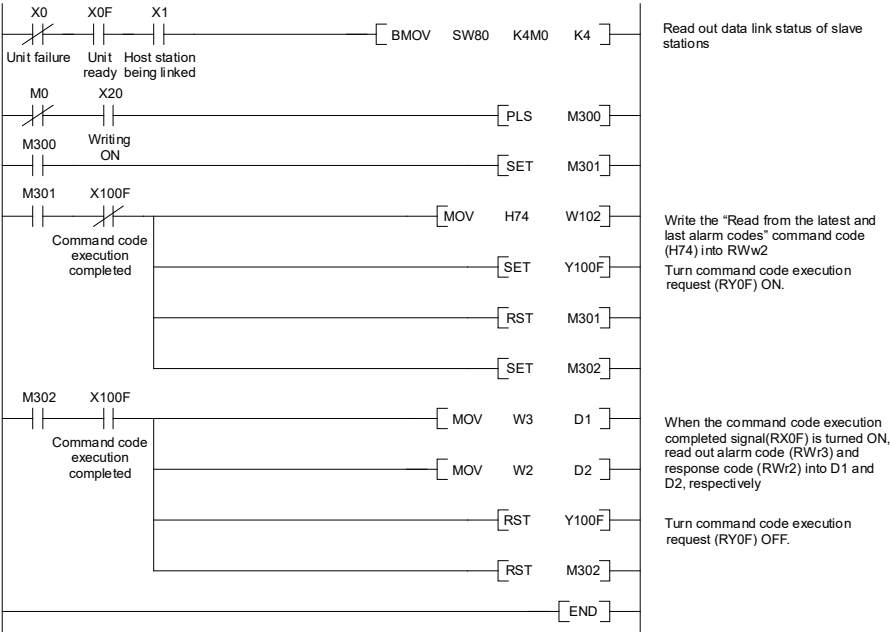 X0 X0F X1
BMOV SW80 K4M0 K4
Read out data link status of slave
stations
Unit failure Unit Host station
ready being linked
M0 X20
PLS M300
Writing
ON
M300
SET M301
M301 X100F
MOV H74 W102
Command code
execution
completed
Write the “Read from the latest and
last alarm codes” command code
(H74) into RWw2
SET Y100F
Turn command code execution
request (RY0F) ON.
RST M301
SET M302
M302 X100F
MOV W3 D1
Command code
execution
completed
When the command code execution
completed signal(RX0F) is turned ON,
read out alarm code (RWr3) and
response code (RWr2) into D1 and
D2, respectively
MOV W2 D2
RST Y100F
Turn command code execution
request (RY0F) OFF.
RST M302
END